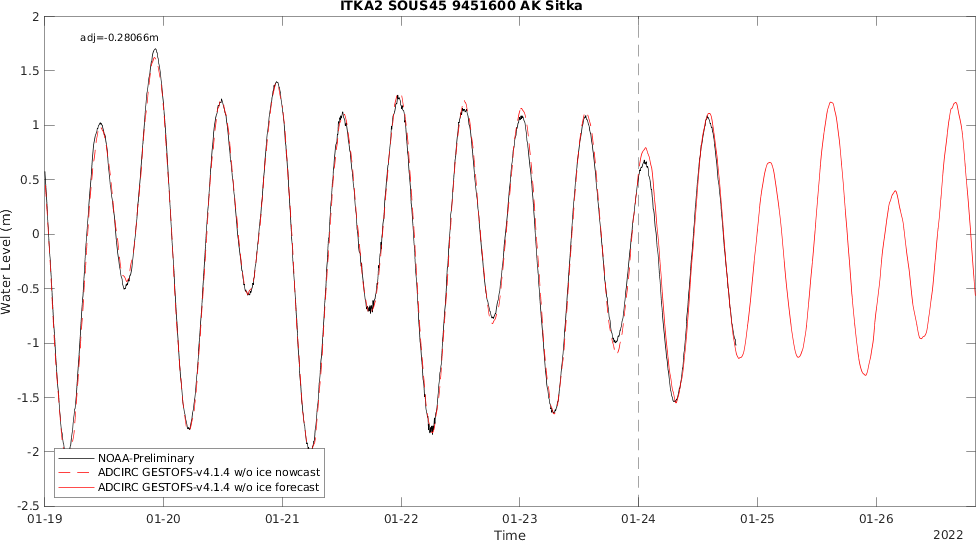 ITKA2 SOUS45 9451600 AK Sitka
adj=-0.28066m
2
1.5
1
0.5
0
-0.5
-1
-1.5
-2
-2.5
Water Level (m)
NOAA-Preliminary
ADCIRC GESTOFS-v4.1.4 w/o ice nowcast
ADCIRC GESTOFS-v4.1.4 w/o ice forecast
01-19 01-20 01-21 01-22 01-23 01-24 01-25 01-26
Time
2022